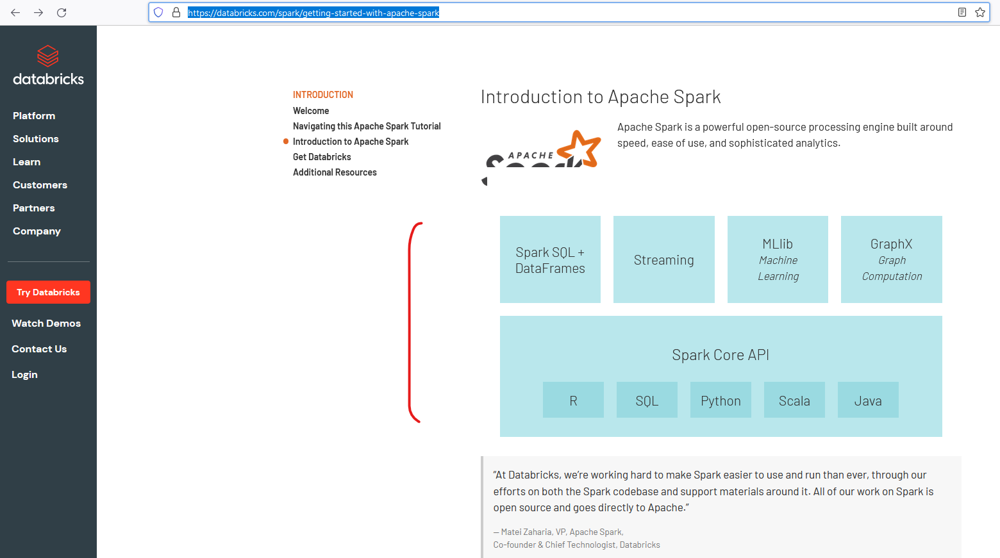 https://databricks.com/spark/getting-started-with-apache-spark
databricks
Platform
Solutions
Learn
Customers
Partners
Company
Try Databricks
Watch Demos
Contact Us
Login
INTRODUCTION
Welcome
Navigating this Apache Spark Tutorial
Introduction to Apache Spark
Get Databricks
Additional Resources
Introduction to Apache Spark
APACHE
Spark
Apache Spark is a powerful open-source processing engine built around
speed, ease of use, and sophisticated analytics.
Spark SQL +
DataFrames
Streaming
MLlib
Machine
Learning
GraphX
Graph
Computation
Spark Core API
R
SQL
Python
Scala
Java
“At Databricks, we’re working hard to make Spark easier to use and run than ever, through our
efforts on both the Spark codebase and support materials around it. All of our work on Spark is
open source and goes directly to Apache.”
— Matei Zaharia, VP, Apache Spark,
Co-founder & Chief Technologist, Databricks